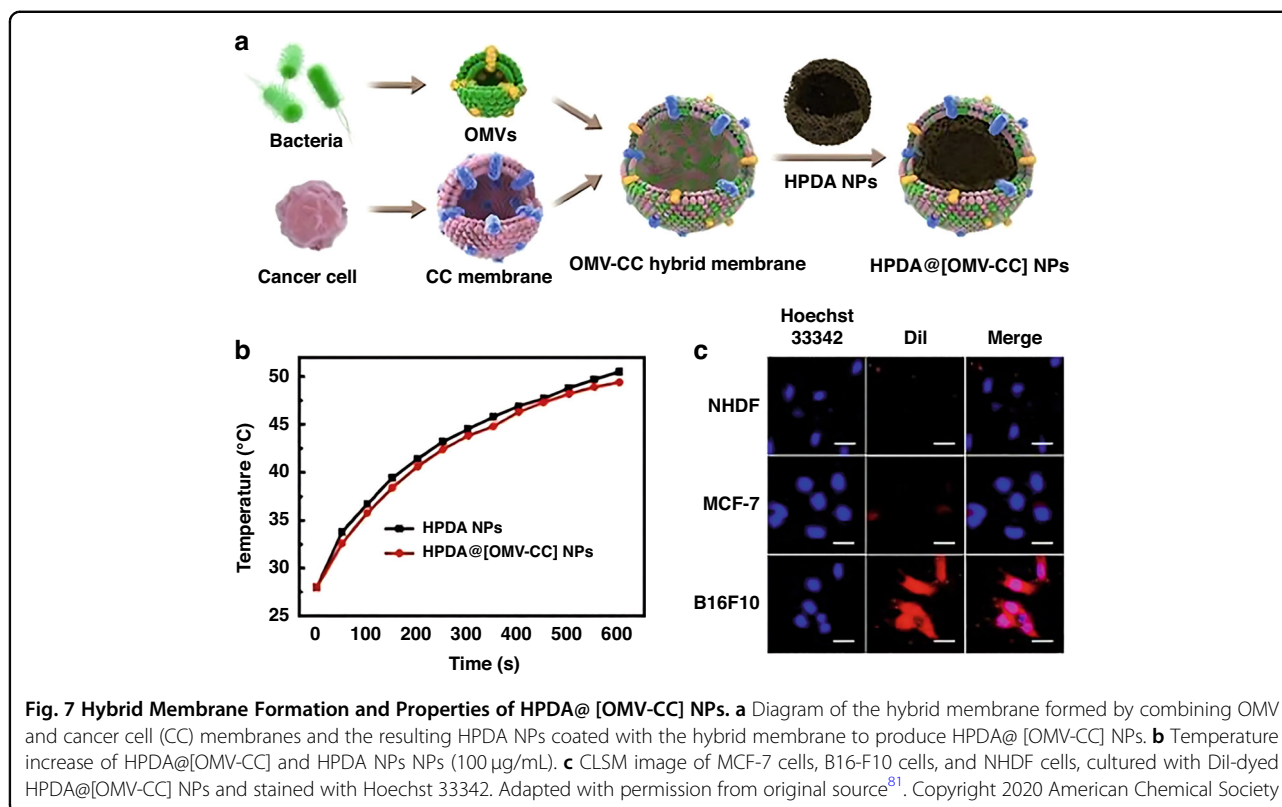 a
Bacteria
OMVs
Cancer cell
CC membrane
OMV-CC hybrid membrane
HPDA NPs
HPDA@[OMV-CC] NPs
b
50
45
40
35
30
25
Temperature (°C)
HPDA NPs
HPDA@[OMV-CC] NPs
0 100 200 300 400 500 600
Time (s)
c
Hoechst
33342
DiI
Merge
NHDF
MCF-7
B16F10
Fig. 7 Hybrid Membrane Formation and Properties of HPDA@ [OMV-CC] NPs. a Diagram of the hybrid membrane formed by combining OMV
and cancer cell (CC) membranes and the resulting HPDA NPs coated with the hybrid membrane to produce HPDA@ [OMV-CC] NPs. b Temperature
increase of HPDA@[OMV-CC] and HPDA NPs NPs (100 µg/mL). c CLSM image of MCF-7 cells, B16-F10 cells, and NHDF cells, cultured with DiI-dyed
HPDA@[OMV-CC] NPs and stained with Hoechst 33342. Adapted with permission from original source81. Copyright 2020 American Chemical Society